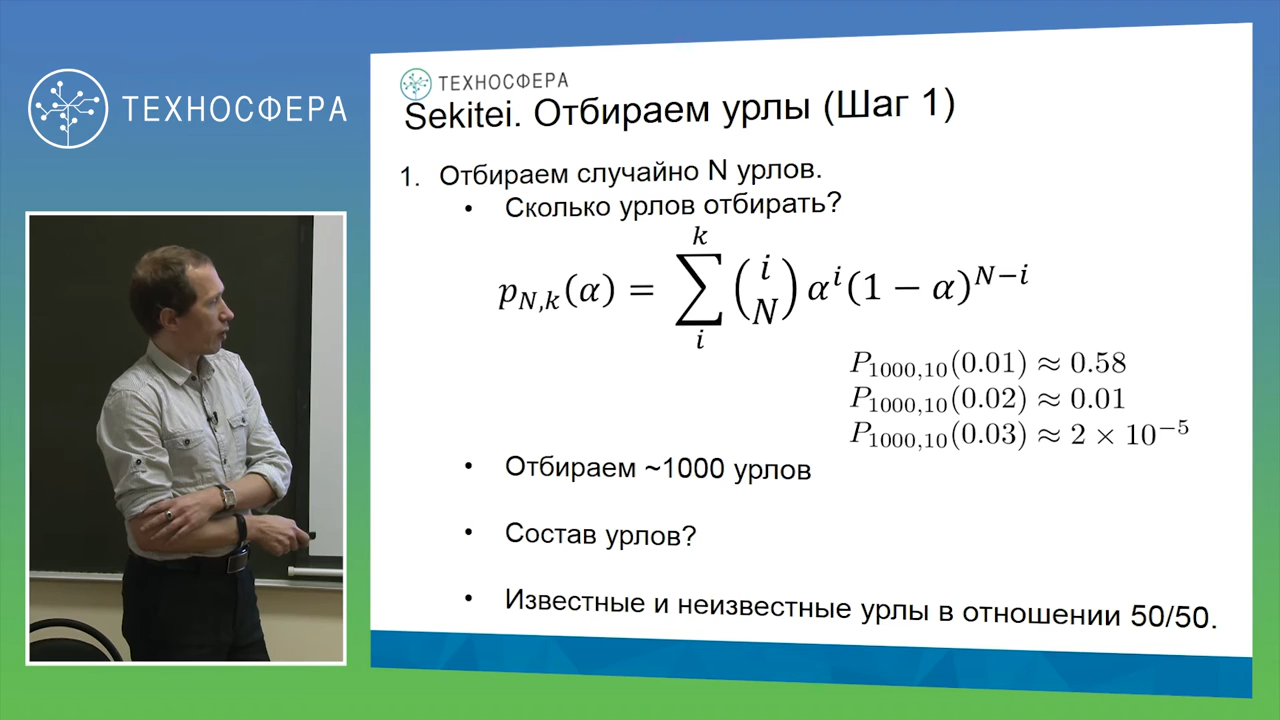 ТЕХНОСФЕРА
ТЕХНОСФЕРА
Sekitei. Отбираем урлы (Шаг 1)
1. Отбираем случайно N урлов.
• Сколько урлов отбирать?
p_{N,k}(α) = \sum_{i}^{k} \binom{i}{N} α^i (1 − α)^{N−i}
P_{1000,10}(0.01) ≈ 0.58
P_{1000,10}(0.02) ≈ 0.01
P_{1000,10}(0.03) ≈ 2 × 10^{−5}
• Отбираем ~1000 урлов
• Состав урлов?
• Известные и неизвестные урлы в отношении 50/50.